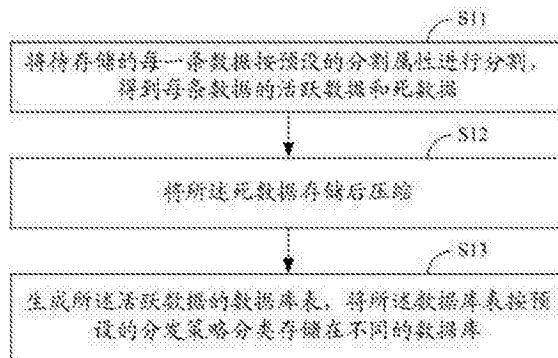 S11
将待存储的每一条数据按预设的分割属性进行分割,
得到每条数据的活跃数据和死数据
S12
将所述死数据存储后压缩
S13
生成所述活跃数据的数据库表，将所述数据库表按预
设的分发策略分类存储在不同的数据库